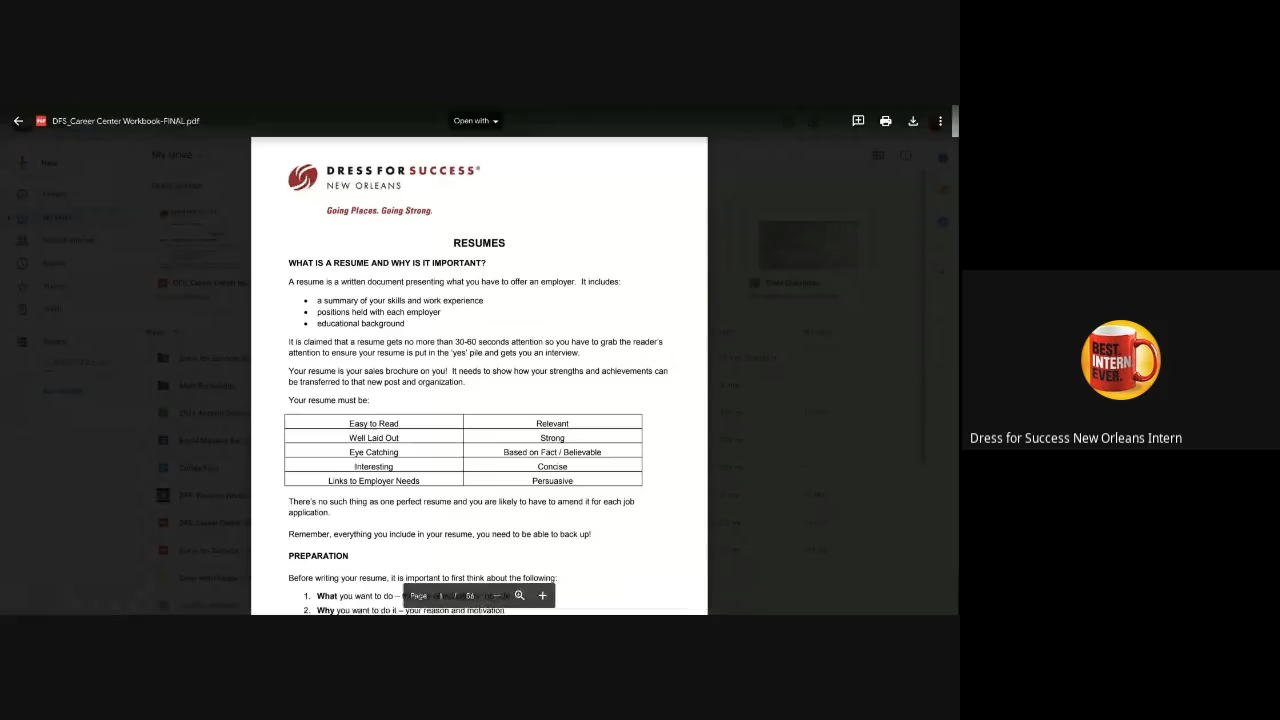 DFS_Career Center Workbook-FINAL.pdf
Open with
DRESS FOR SUCCESS®
NEW ORLEANS
Going Places. Going Strong.
RESUMES
WHAT IS A RESUME AND WHY IS IT IMPORTANT?
A resume is a written document presenting what you have to offer an employer. It includes:
• a summary of your skills and work experience
• positions held with each employer
• educational background
It is claimed that a resume gets no more than 30-60 seconds attention so you have to grab the reader's
attention to ensure your resume is put in the 'yes' pile and gets you an interview.
Your resume is your sales brochure on you! It needs to show how your strengths and achievements can
be transferred to that new post and organization.
Your resume must be:
Easy to Read Relevant
Well Laid Out Strong
Eye Catching Based on Fact / Believable
Interesting Concise
Links to Employer Needs Persuasive
There's no such thing as one perfect resume and you are likely to have to amend it for each job
application.
Remember, everything you include in your resume, you need to be able to back up!
PREPARATION
Before writing your resume, it is important to first think about the following:
1. What you want to do –
Page / 56
2. Why you want to do it – your reason and motivation
BEST.
INTERN
EVER.
Dress for Success New Orleans Intern